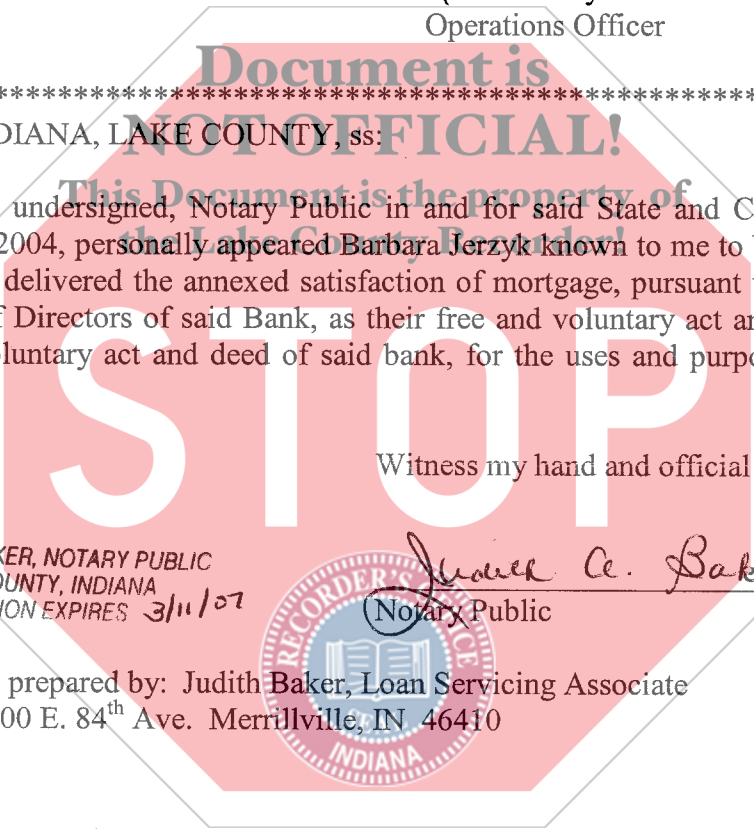 Operations Officer
Document is
************************************************************
DIANA, LAKE COUNTY, ss:
NOT OFFICIAL!
This Document is the property of
undersigned, Notary Public in and for said State and C
the Lake County Recorder!
2004, personally appeared Barbara Jerzyk known to me to
delivered the annexed satisfaction of mortgage, pursuant
f Directors of said Bank, as their free and voluntary act an
luntary act and deed of said bank, for the uses and purpo
STOP
Witness my hand and official
KER, NOTARY PUBLIC
OUNTY, INDIANA
ION EXPIRES 3/11/07
Judith A. Bak
Notary Public
RECORDER'S OFFICE
prepared by: Judith Baker, Loan Servicing Associate
00 E. 84th Ave. Merrillville, IN 46410
SEAL
INDIANA